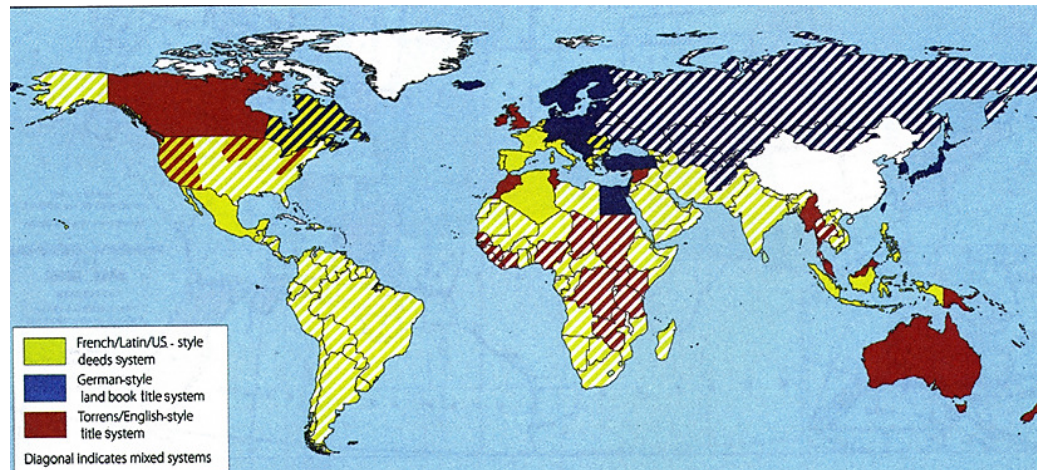 French/Latin/U.S. - style
deeds system
German-style
land book title system
Torrens/English-style
title system
Diagonal indicates mixed systems